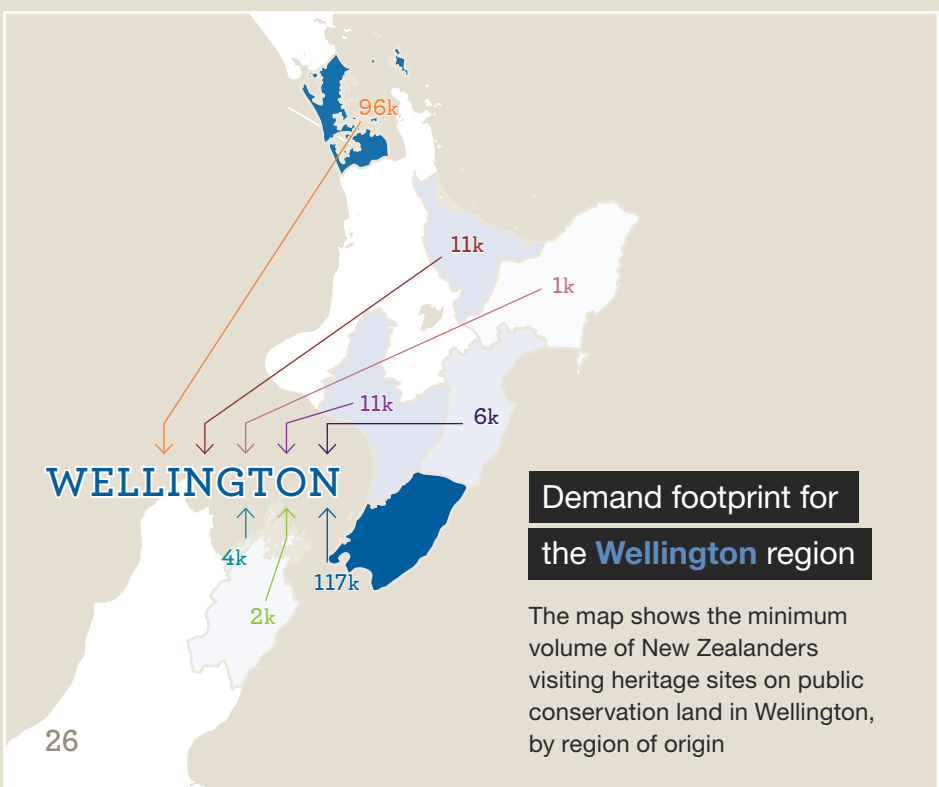 96k
11k
1k
11k
6k
WELLINGTON
4k
117k
2k
Demand footprint for
the Wellington region
The map shows the minimum
volume of New Zealanders
visiting heritage sites on public
conservation land in Wellington,
by region of origin
26